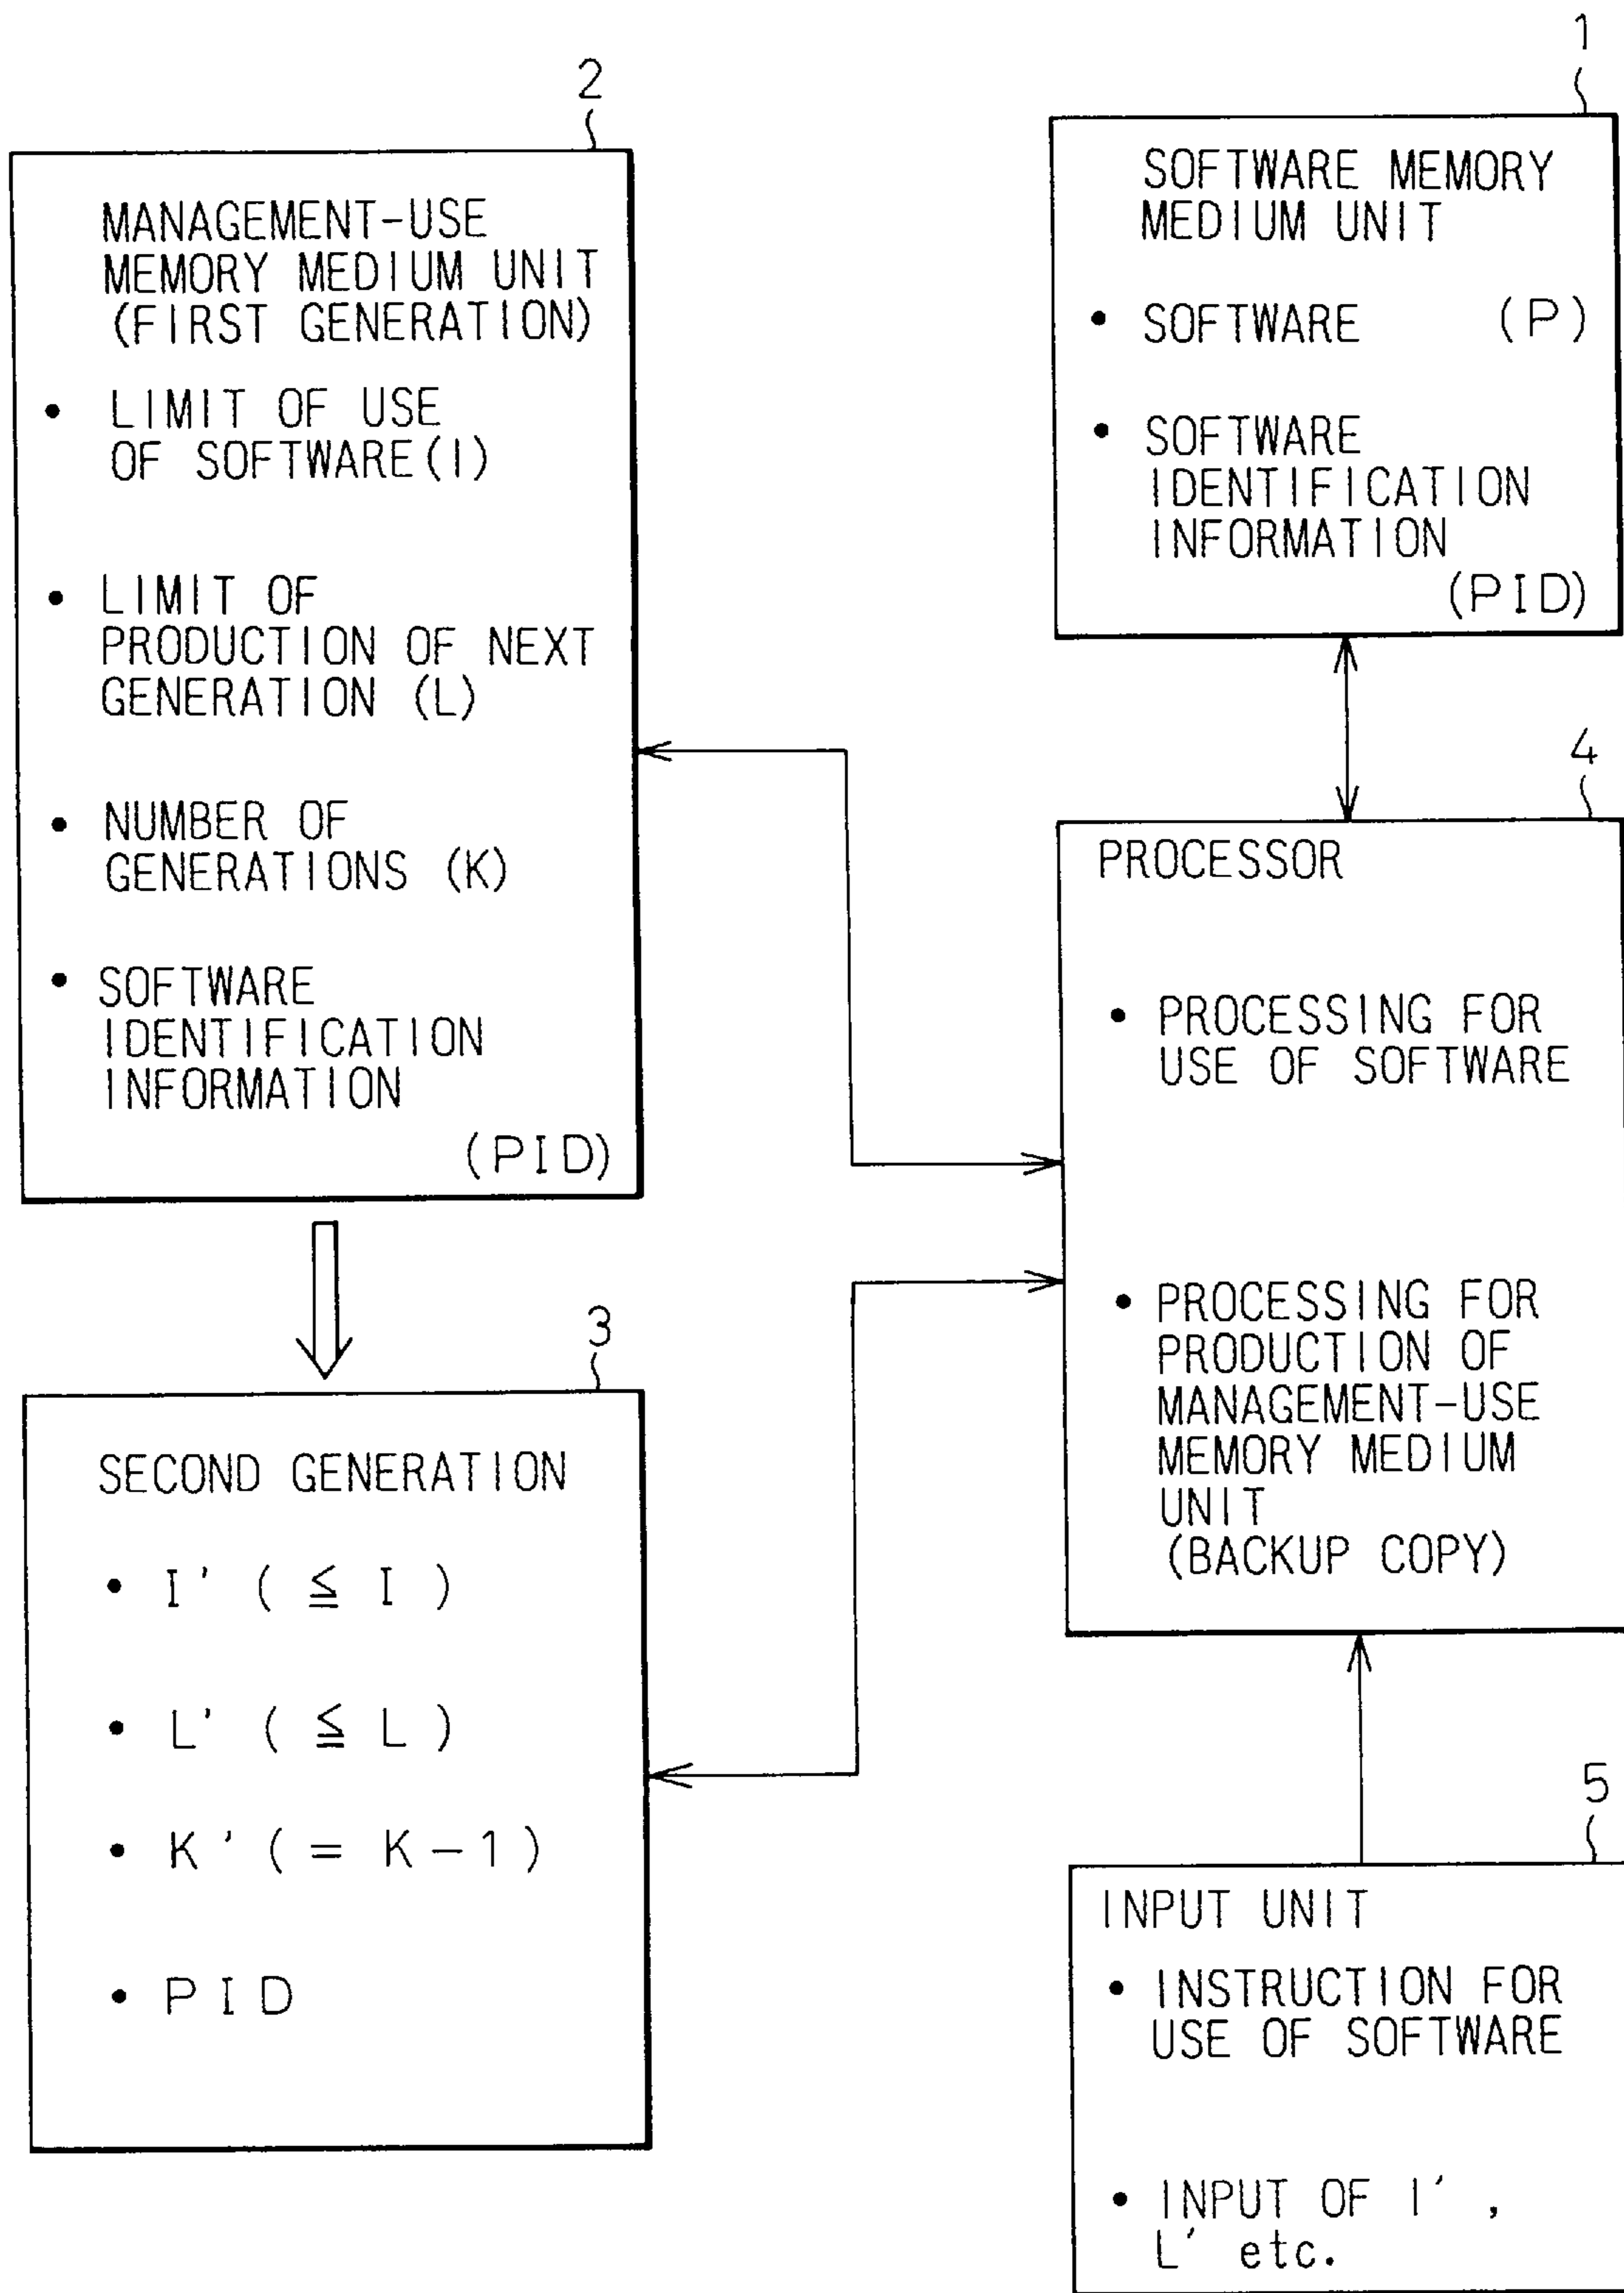 2
MANAGEMENT-USE
MEMORY MEDIUM UNIT
(FIRST GENERATION)
• LIMIT OF USE
OF SOFTWARE(I)
• LIMIT OF
PRODUCTION OF NEXT
GENERATION (L)
• NUMBER OF
GENERATIONS (K)
• SOFTWARE
IDENTIFICATION
INFORMATION
(PID)
1
SOFTWARE MEMORY
MEDIUM UNIT
• SOFTWARE (P)
• SOFTWARE
IDENTIFICATION
INFORMATION
(PID)
3
SECOND GENERATION
• I' ( ≦ I )
• L' ( ≦ L )
• K' ( = K-1 )
• PID
4
PROCESSOR
• PROCESSING FOR
USE OF SOFTWARE
• PROCESSING FOR
PRODUCTION OF
MANAGEMENT-USE
MEMORY MEDIUM
UNIT
(BACKUP COPY)
5
INPUT UNIT
• INSTRUCTION FOR
USE OF SOFTWARE
• INPUT OF I' ,
L' etc.